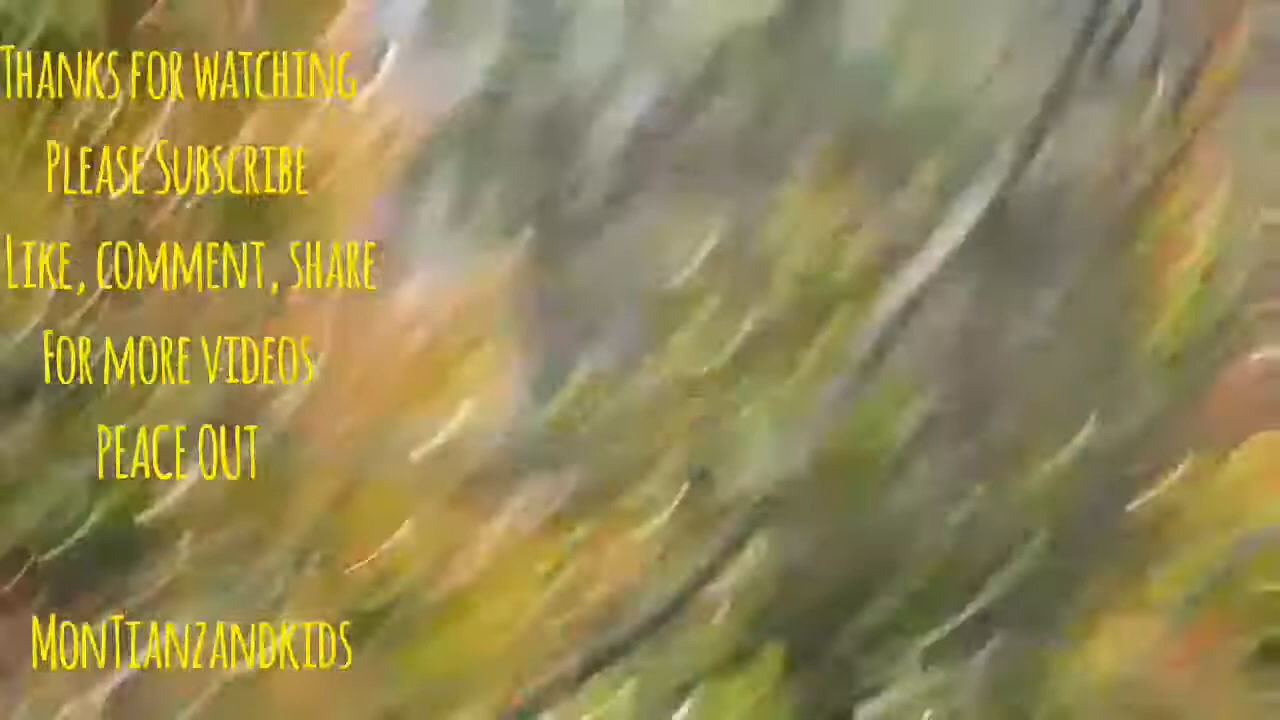 Thanks for watching
Please Subscribe
Like, comment, share
For more videos
PEACE OUT
MonTianzandkids